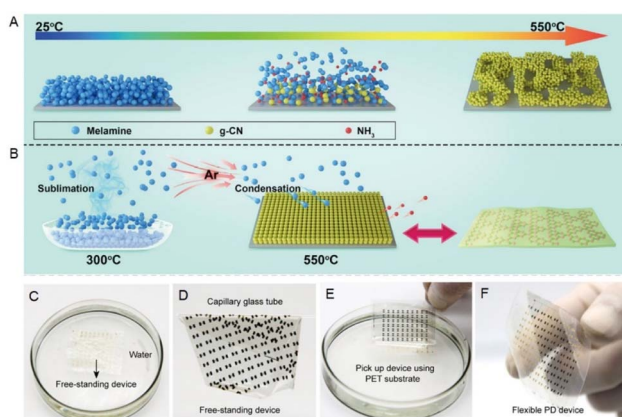 A
25°C
550°C
Melamine
g-CN
NH3
B
Sublimation
Ar
Condensation
300°C
550°C
C
Water
Free-standing device
D
Capillary glass tube
Free-standing device
E
Pick up device using
PET substrate
F
Flexible PD device